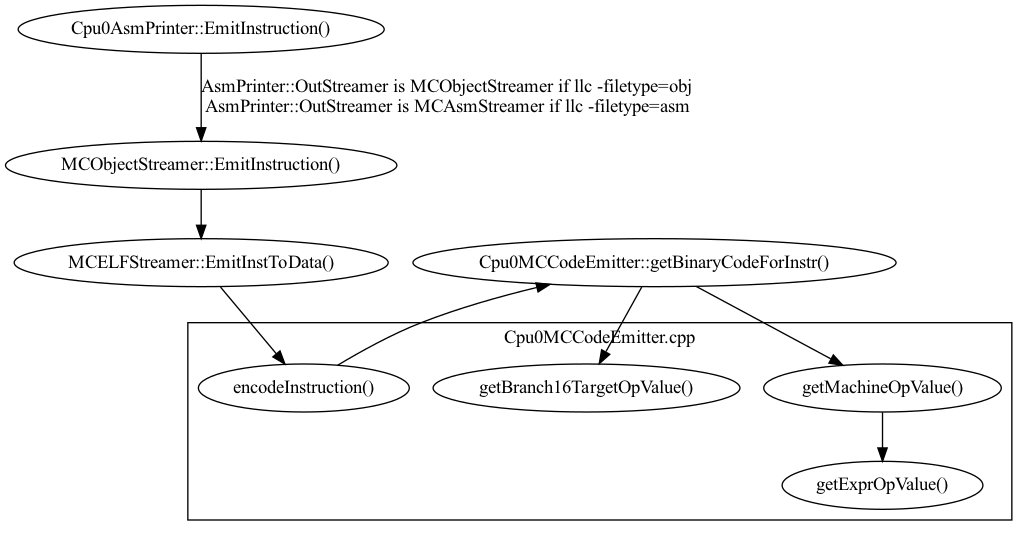 Cpu0AsmPrinter::EmitInstruction()
AsmPrinter::OutStreamer is MCObjectStreamer if llc -filetype=obj
AsmPrinter::OutStreamer is MCAsmStreamer if llc -filetype=asm
MCObjectStreamer::EmitInstruction()
MCELFStreamer::EmitInstToData()
Cpu0MCCodeEmitter::getBinaryCodeForInstr()
Cpu0MCCodeEmitter.cpp
encodeInstruction()
getBranch16TargetOpValue()
getMachineOpValue()
getExprOpValue()